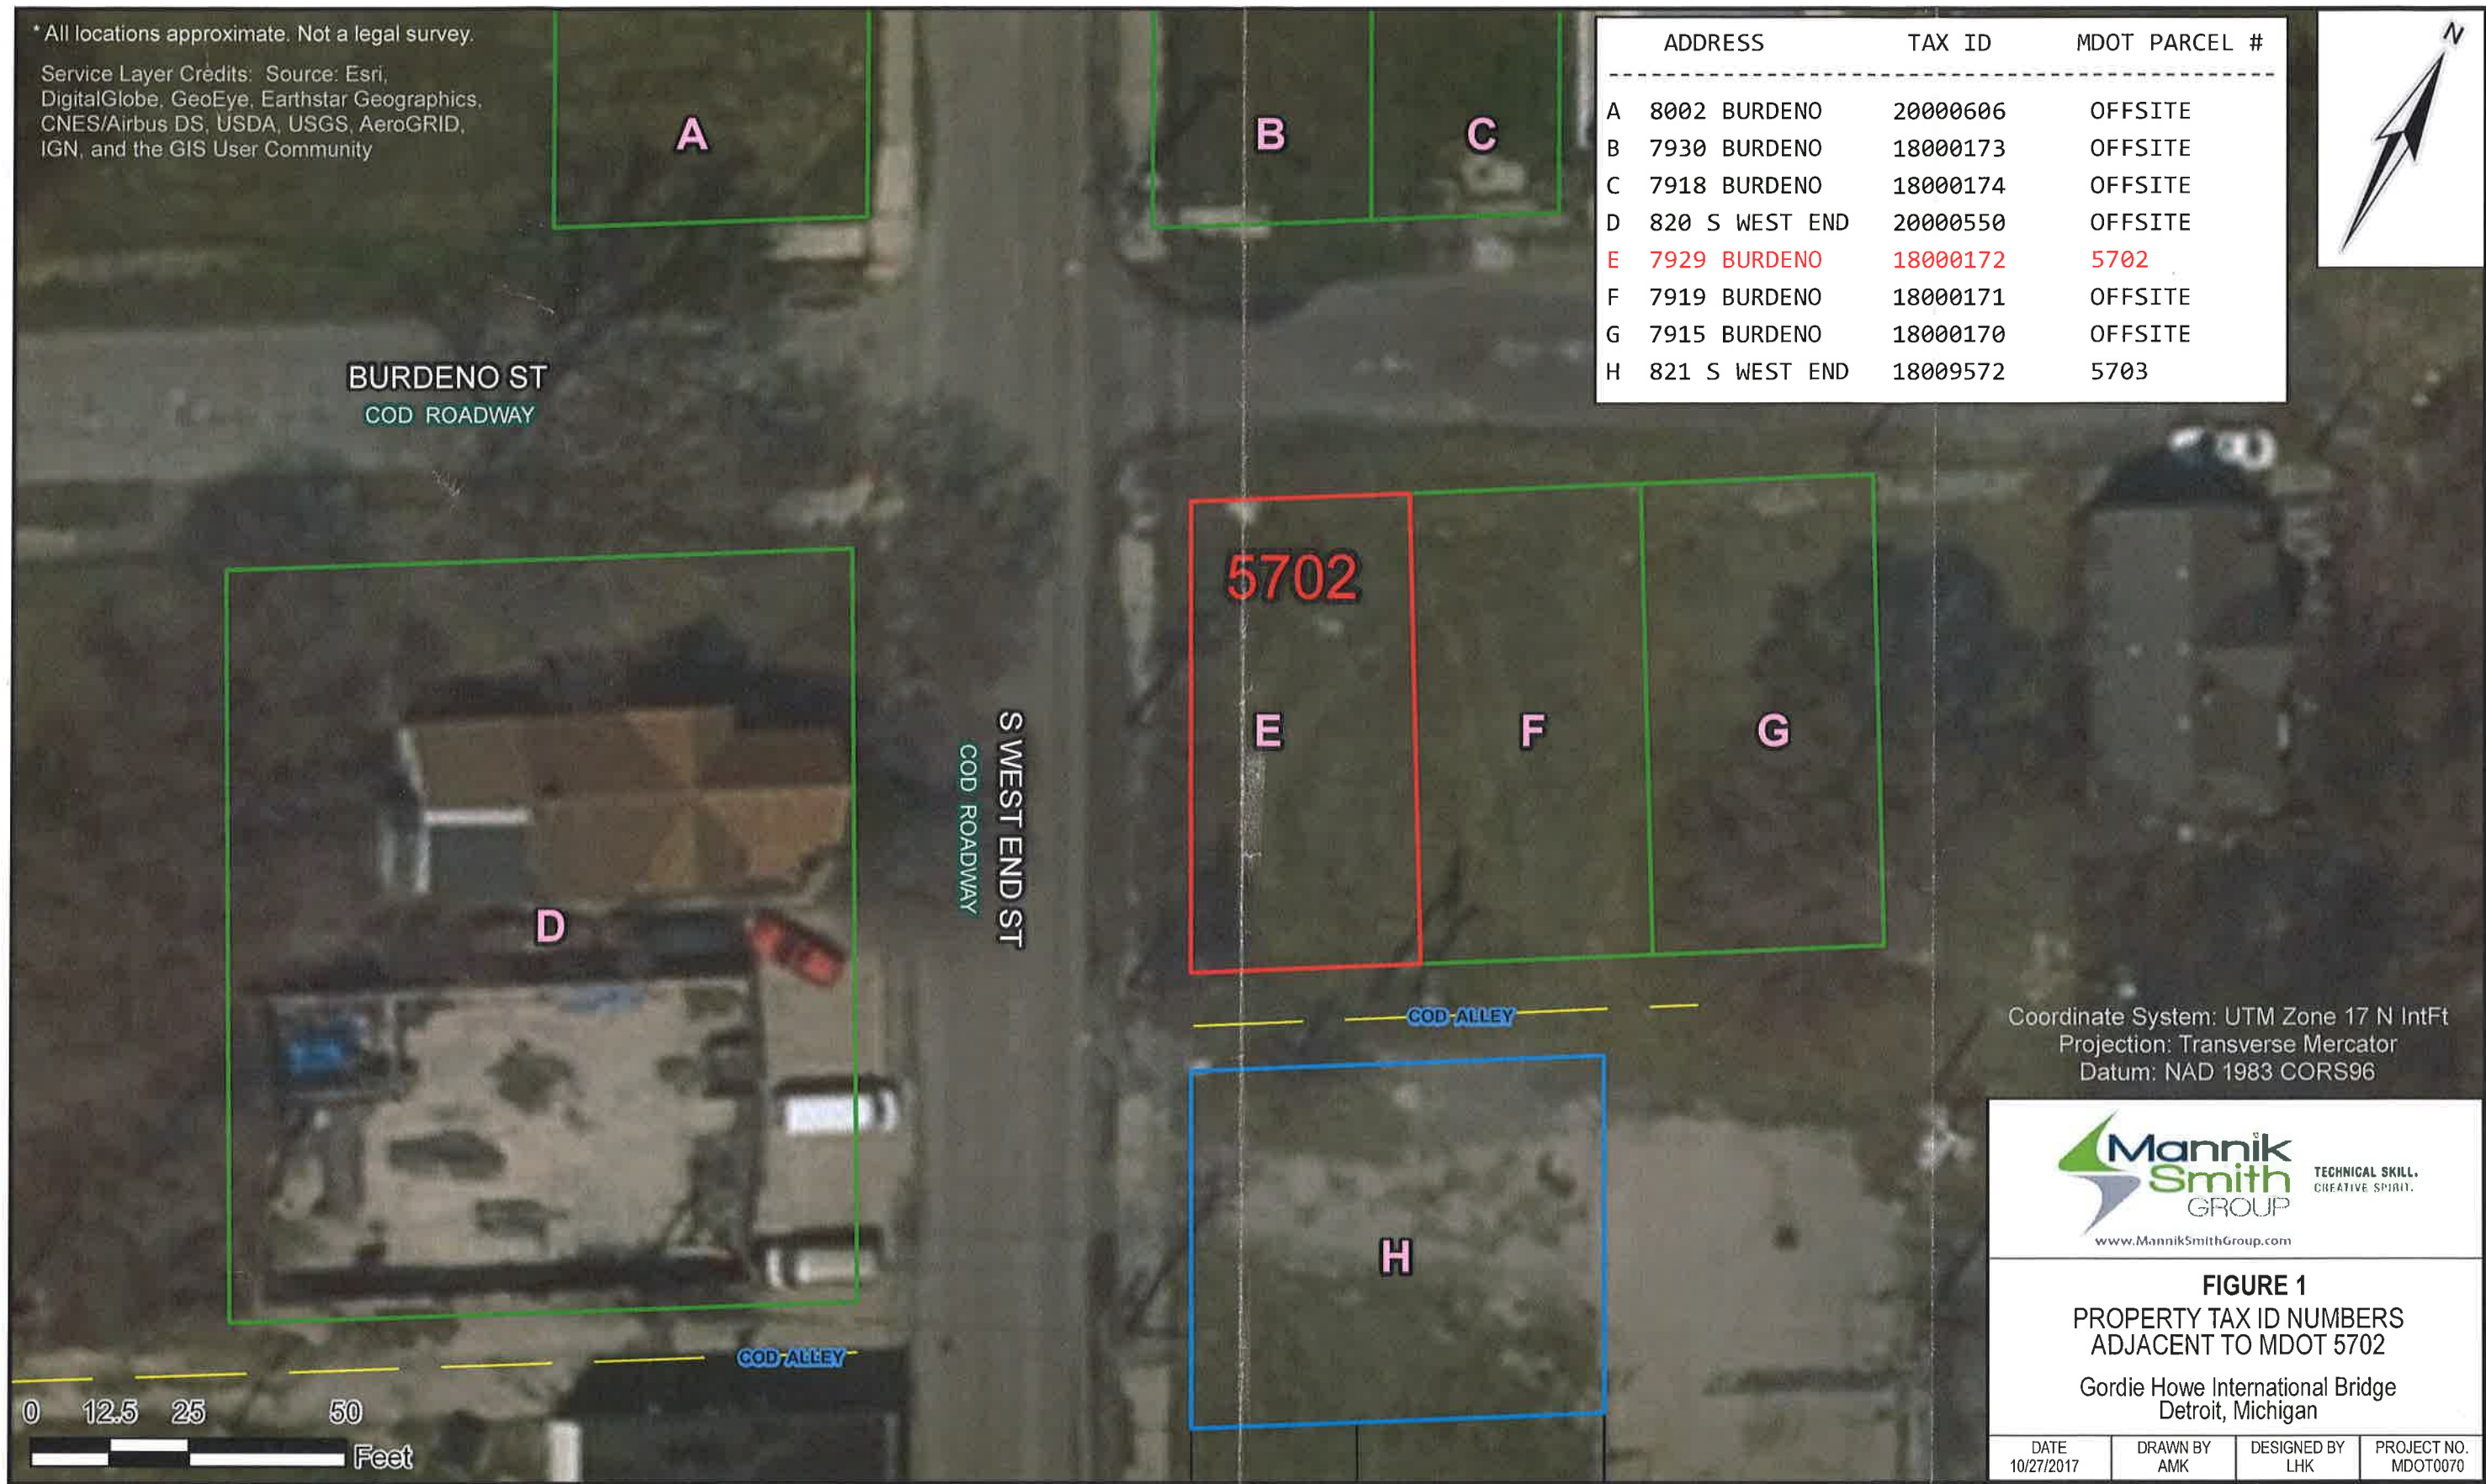 * All locations approximate. Not a legal survey.
Service Layer Credits: Source: Esri,
DigitalGlobe, GeoEye, Earthstar Geographics,
CNES/Airbus DS, USDA, USGS, AeroGRID,
IGN, and the GIS User Community
A
B
C
ADDRESS TAX ID MDOT PARCEL #
A 8002 BURDENO 20000606 OFFSITE
B 7930 BURDENO 18000173 OFFSITE
C 7918 BURDENO 18000174 OFFSITE
D 820 S WEST END 20000550 OFFSITE
E 7929 BURDENO 18000172 5702
F 7919 BURDENO 18000171 OFFSITE
G 7915 BURDENO 18000170 OFFSITE
H 821 S WEST END 18009572 5703
N
BURDENO ST
COD ROADWAY
5702
E
F
G
S WEST END ST
COD ROADWAY
D
COD ALLEY
H
COD ALLEY
0 12.5 25 50
Feet
Coordinate System: UTM Zone 17 N IntFt
Projection: Transverse Mercator
Datum: NAD 1983 CORS96
Mannik
Smith
GROUP
TECHNICAL SKILL.
CREATIVE SPIRIT.
www.MannikSmithGroup.com
FIGURE 1
PROPERTY TAX ID NUMBERS
ADJACENT TO MDOT 5702
Gordie Howe International Bridge
Detroit, Michigan
DATE DRAWN BY DESIGNED BY PROJECT NO.
10/27/2017 AMK LHK MDOT0070